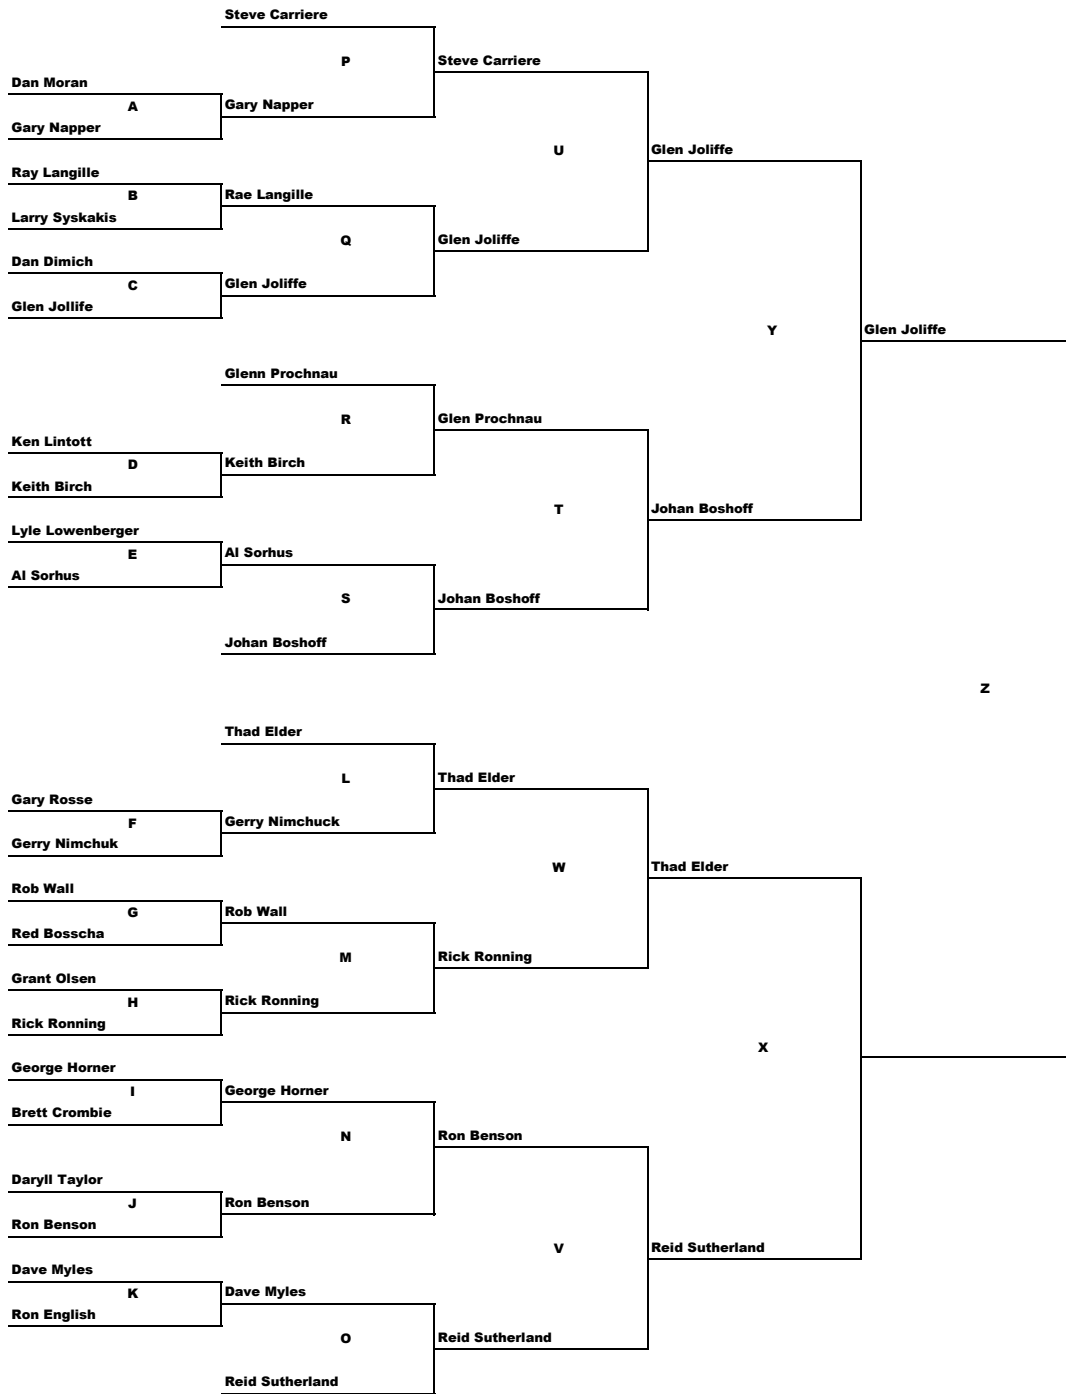 Steve Carriere
P
Steve Carriere
Dan Moran
A
Gary Napper
Gary Napper
U
Glen Joliffe
Ray Langille
B
Rae Langille
Larry Syskakis
Q
Glen Joliffe
Dan Dimich
C
Glen Joliffe
Glen Jollife
Y
Glen Joliffe
Glenn Prochnau
R
Glen Prochnau
Ken Lintott
D
Keith Birch
Keith Birch
T
Johan Boshoff
Lyle Lowenberger
E
Al Sorhus
Al Sorhus
S
Johan Boshoff
Johan Boshoff
Z
Thad Elder
L
Thad Elder
Gary Rosse
F
Gerry Nimchuck
Gerry Nimchuk
W
Thad Elder
Rob Wall
G
Rob Wall
Red Bosscha
M
Rick Ronning
Grant Olsen
H
Rick Ronning
Rick Ronning
X
George Horner
I
George Horner
Brett Crombie
N
Ron Benson
Daryll Taylor
J
Ron Benson
Ron Benson
V
Reid Sutherland
Dave Myles
K
Dave Myles
Ron English
O
Reid Sutherland
Reid Sutherland